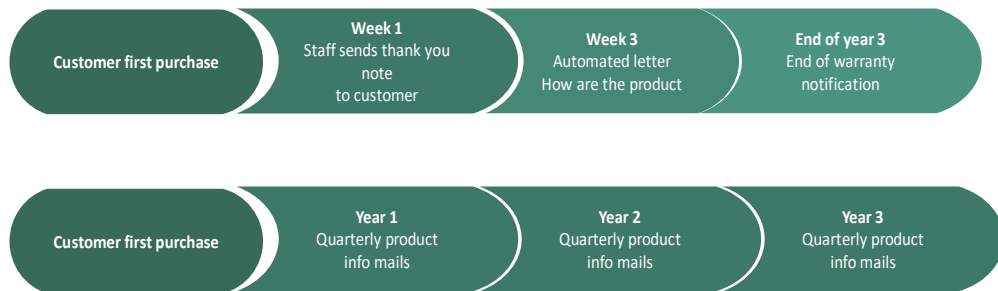 Customer first purchase
Week 1
Staff sends thank you
note
to customer
Week 3
Automated letter
How are the product
End of year 3
End of warranty
notification
Customer first purchase
Year 1
Quarterly product
info mails
Year 2
Quarterly product
info mails
Year 3
Quarterly product
info mails